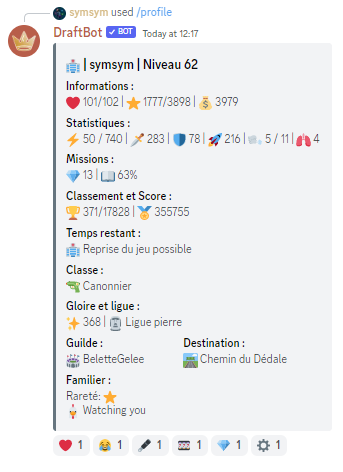 symsym used /profile
DraftBot ✓ BOT Today at 12:17
| symsym | Niveau 62
Informations :
101/102 | 1777/3898 | 3979
Statistiques :
50 / 740 | 283 | 78 | 216 | 5 / 11 | 4
Missions :
13 | 63%
Classement et Score :
371/17828 | 355755
Temps restant :
Reprise du jeu possible
Classe :
Canonnier
Gloire et ligue :
368 | Ligue pierre
Guilde : Destination :
BeletteGelee Chemin du Dédale
Familier :
Rareté:
Watching you
1 1 1 1 1 1